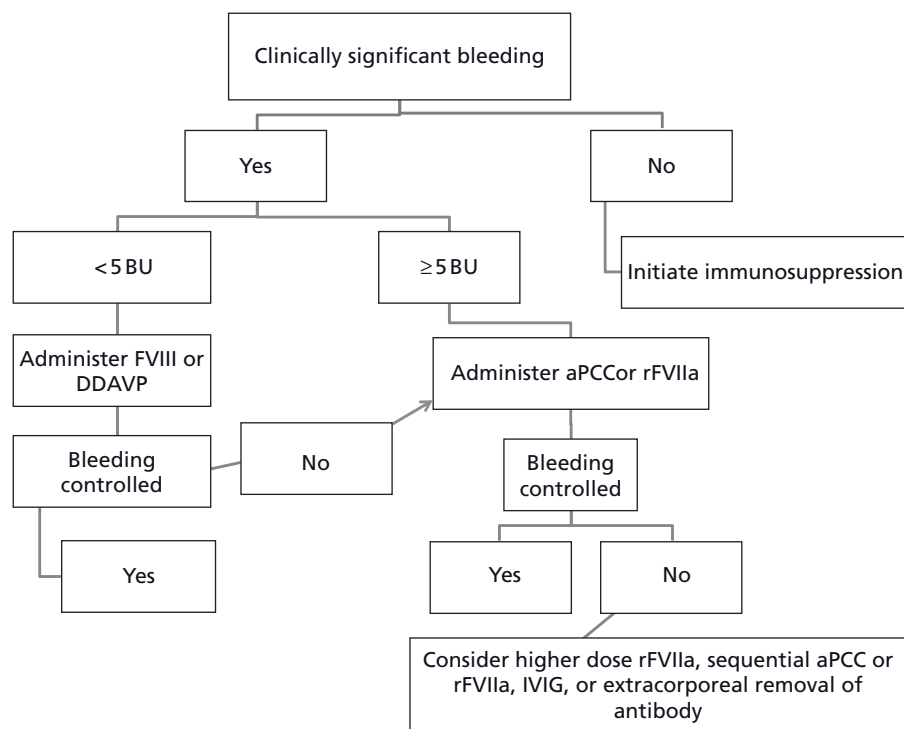 Clinically significant bleeding
Yes
No
<5 BU
≥5 BU
Initiate immunosuppression
Administer FVIII or
DDAVP
Administer aPCCor rFVIIa
Bleeding
controlled
No
Bleeding
controlled
Yes
Yes
No
Consider higher dose rFVIIa, sequential aPCC or
rFVIIa, IVIG, or extracorporeal removal of
antibody